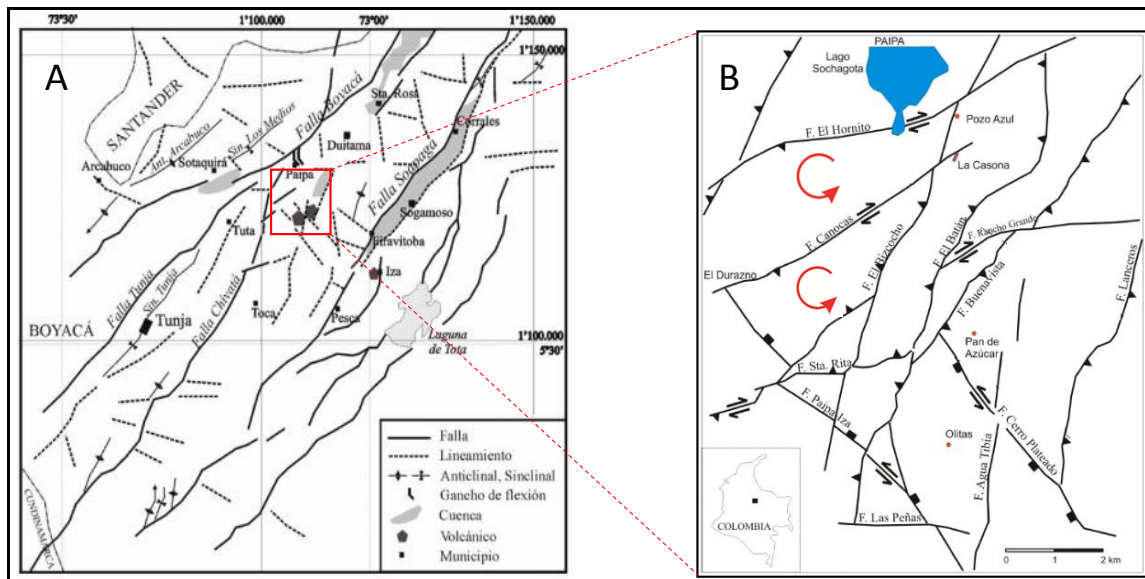 73°30'
1°100.000
73°00'
1°150.000
A
1°150.000
SANTANDER
Ant. Arcabuco
Sin. Los Medios
Falla Boyacá
Sta. Rosa
Corrales
Duitama
Arcabuco
Sotaquirá
Paipa
Falla Soapaga
Sogamoso
Tuta
Iza
Falla Tunja
Sin. Tunja
Falla Chivatá
Toca
Pesca
BOYACÁ
Tunja
Laguna
de Tota
1°100.000
5°30'
CUNDINAMARCA
Falla
Lineamiento
Anticlinal, Sinclinal
Gancho de flexión
Cuenca
Volcánico
Municipio
B
PAIPA
Lago
Sochagota
F. El Hornito
Pozo Azul
La Casona
F. Canocas
F. El Bizcocho
F. El Batán
F. Rancho Grande
El Durazno
F. Buenavista
F. Lanceros
Pan de
Azúcar
F. Sta. Rita
F. Paipa-Iza
F. Cerro Plateado
Olitas
F. Agua Tibia
F. Las Peñas
COLOMBIA
0 1 2 km